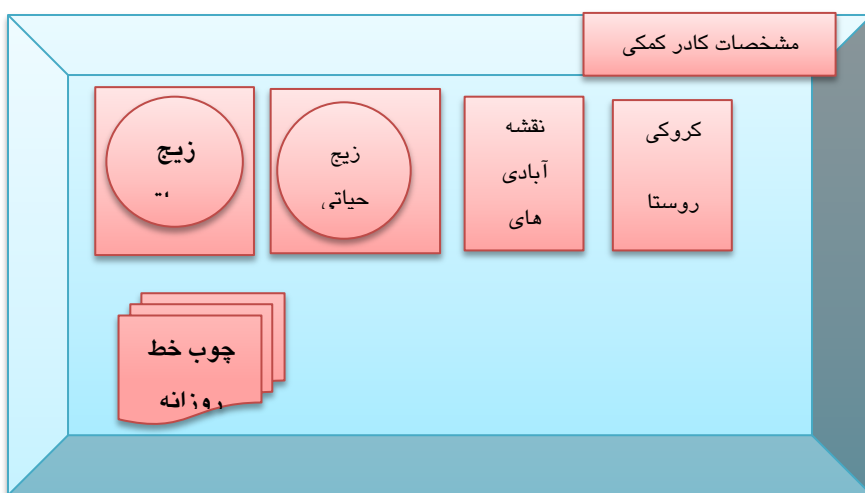 مشخصات کادر کمکی
کروکی
روستا
نقشه
آبادی
های
زیج
حیاتی
زیج
چوب خط
روزانه